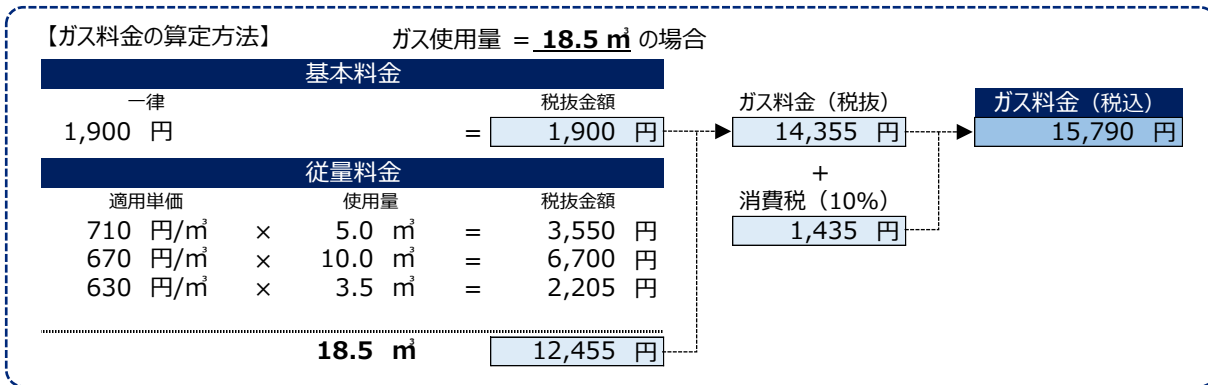 【ガス料金の算定方法】 ガス使用量 = 18.5 ㎥ の場合
基本料金
一律 税抜金額
1,900 円 = 1,900 円
従量料金
適用単価 使用量 税抜金額
710 円/㎥ × 5.0 ㎥ = 3,550 円
670 円/㎥ × 10.0 ㎥ = 6,700 円
630 円/㎥ × 3.5 ㎥ = 2,205 円
18.5 ㎥ 12,455 円
ガス料金（税抜）
14,355 円
+
消費税（10%）
1,435 円
ガス料金（税込）
15,790 円